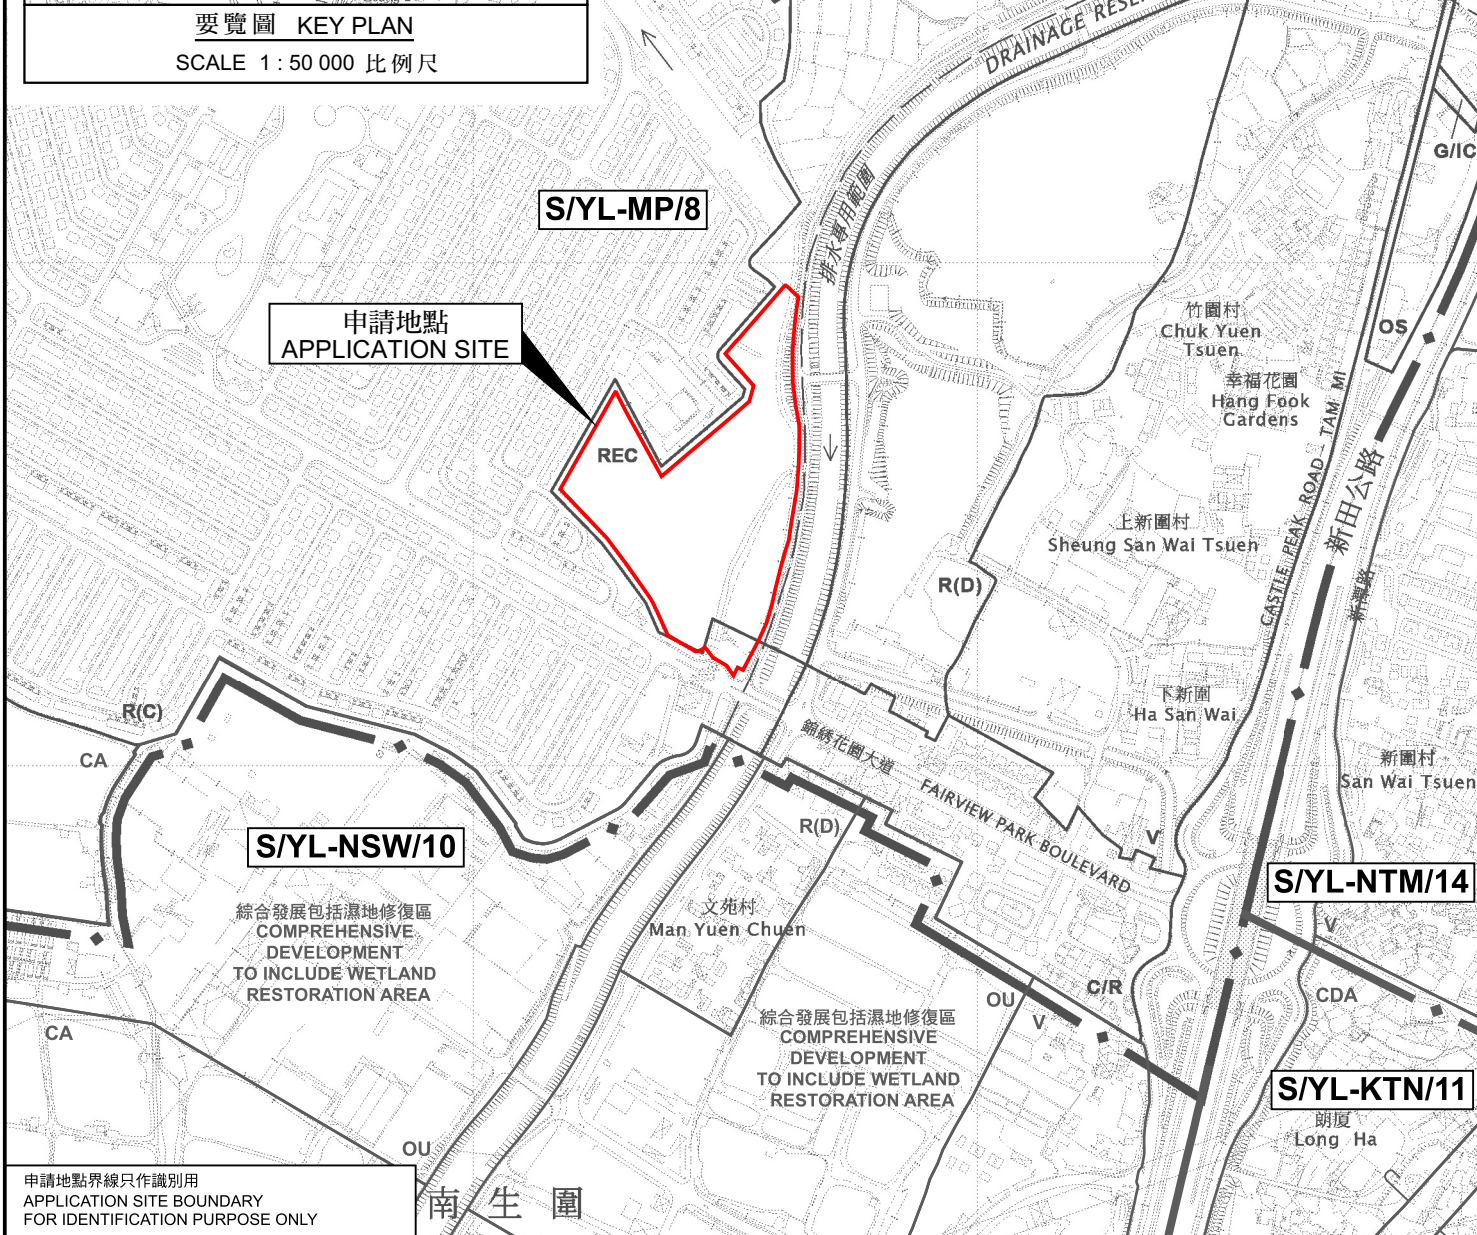 要覽圖 KEY PLAN
SCALE 1 : 50 000 比例尺
DRAINAGE RESE
排水專用範圍
G/IC
S/YL-MP/8
申請地點
APPLICATION SITE
REC
竹園村
Chuk Yuen
Tsuen
OS
幸福花園
Hang Fook
Gardens
CASTLE PEAK ROAD - TAM MI
新田公路
上新圍村
Sheung San Wai Tsuen
R(D)
下新圍
Ha San Wai
R(C)
CA
錦綉花園大道
FAIRVIEW PARK BOULEVARD
新圍村
San Wai Tsuen
R(D)
V
S/YL-NSW/10
S/YL-NTM/14
綜合發展包括濕地修復區
COMPREHENSIVE
DEVELOPMENT
TO INCLUDE WETLAND
RESTORATION AREA
文苑村
Man Yuen Chuen
V
C/R
OU
V
CDA
CA
綜合發展包括濕地修復區
COMPREHENSIVE
DEVELOPMENT
TO INCLUDE WETLAND
RESTORATION AREA
S/YL-KTN/11
朗厦
Long Ha
OU
申請地點界線只作識別用
APPLICATION SITE BOUNDARY
FOR IDENTIFICATION PURPOSE ONLY
南生圍